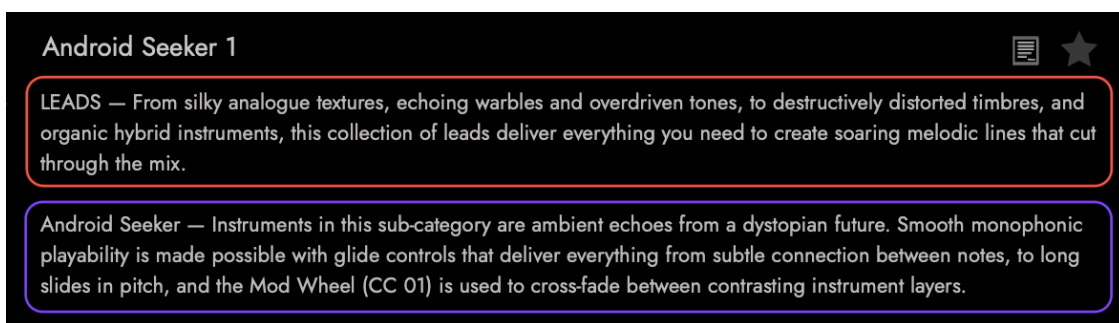 Android Seeker 1
LEADS — From silky analogue textures, echoing warbles and overdriven tones, to destructively distorted timbres, and
organic hybrid instruments, this collection of leads deliver everything you need to create soaring melodic lines that cut
through the mix.
Android Seeker — Instruments in this sub-category are ambient echoes from a dystopian future. Smooth monophonic
playability is made possible with glide controls that deliver everything from subtle connection between notes, to long
slides in pitch, and the Mod Wheel (CC 01) is used to cross-fade between contrasting instrument layers.